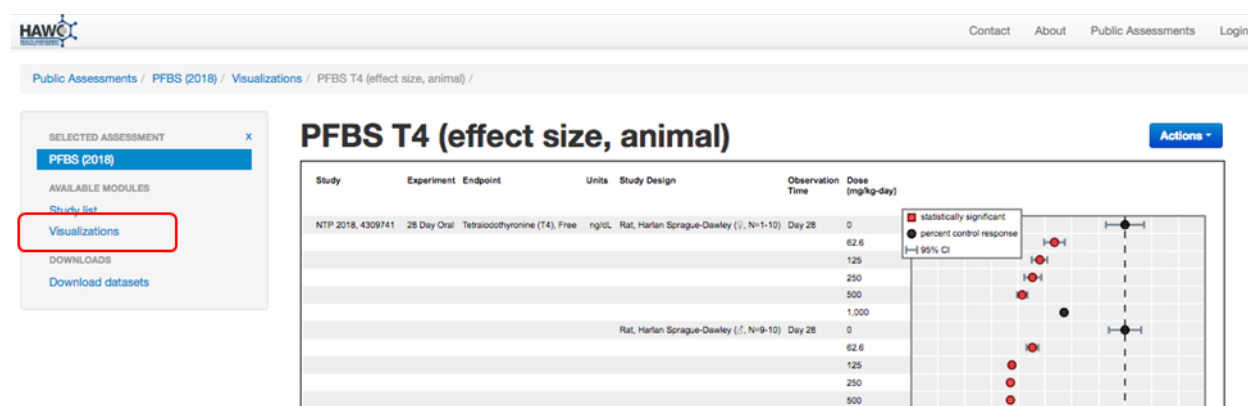 HAWC
Contact About Public Assessments Login
Public Assessments / PFBS (2018) / Visualizations / PFBS T4 (effect size, animal) /
SELECTED ASSESSMENT x
PFBS (2018)
AVAILABLE MODULES
Study list
Visualizations
DOWNLOADS
Download datasets
PFBS T4 (effect size, animal)
Actions
Study Experiment Endpoint Units Study Design Observation Time Dose (mg/kg-day)
statistically significant
percent control response
95% CI
NTP 2018, 4309741 28 Day Oral Tetraiodothyronine (T4), Free ng/dL Rat, Harlan Sprague-Dawley (♀, N=1-10) Day 28 0
62.6
125
250
500
1,000
Rat, Harlan Sprague-Dawley (♂, N=9-10) Day 28 0
62.6
125
250
500